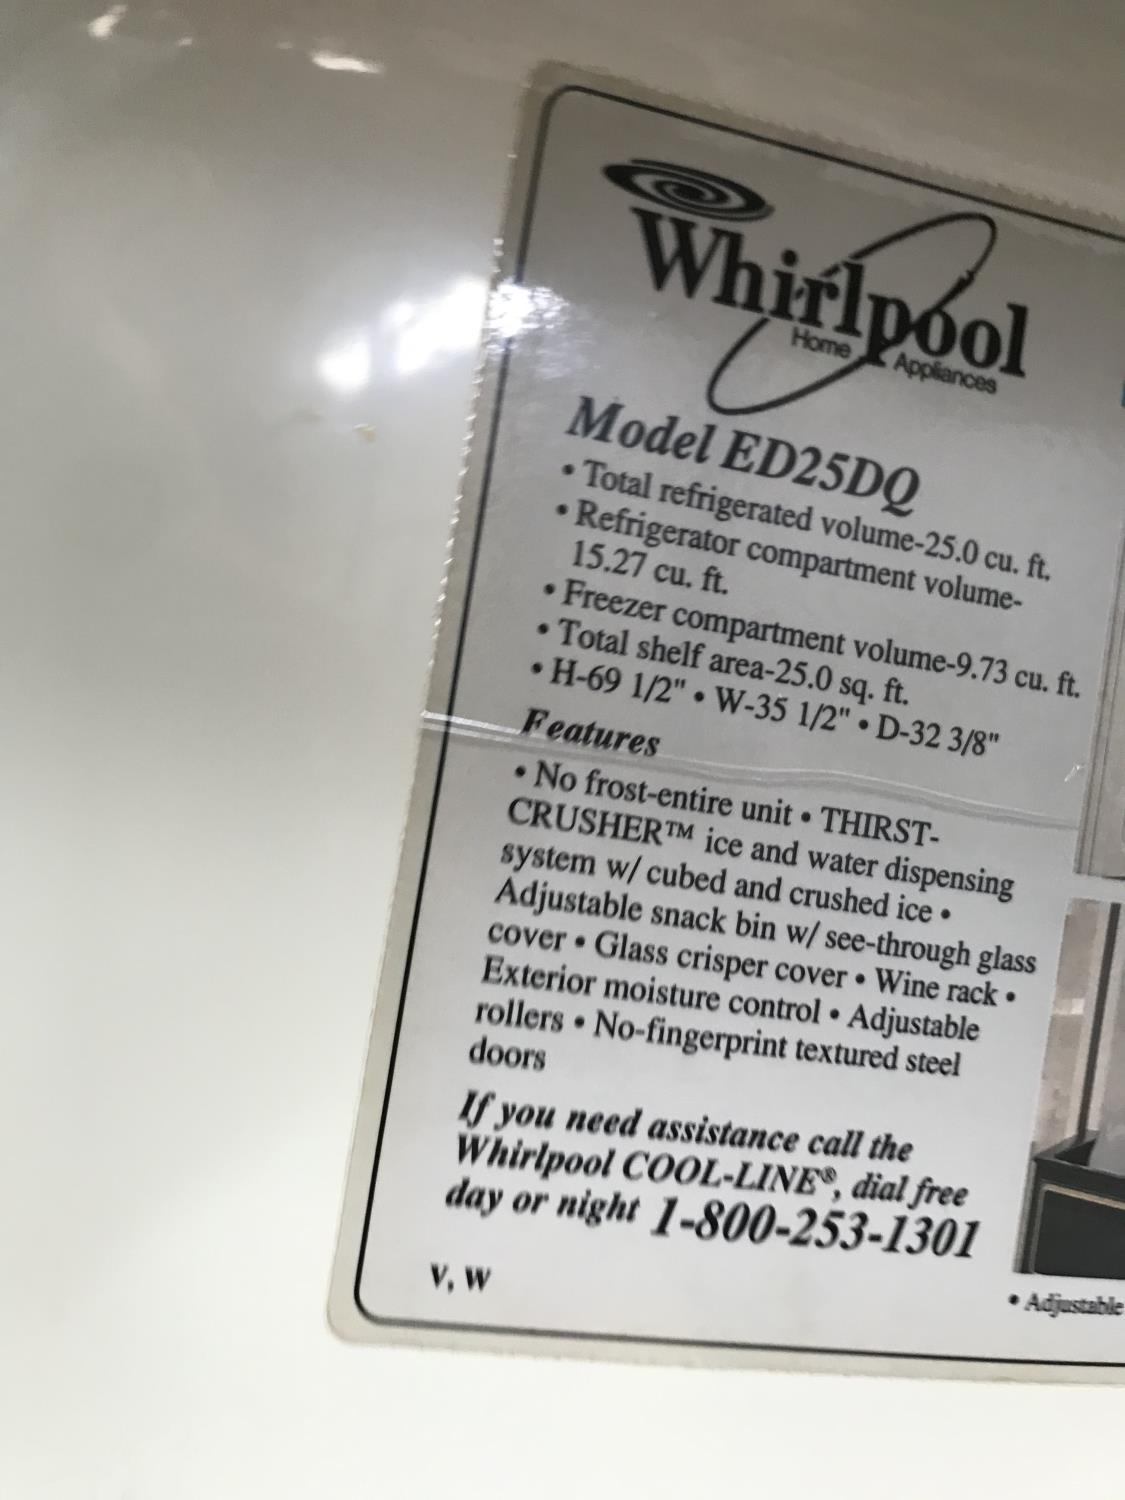 Whirlpool
Home Appliances
Model ED25DQ
• Total refrigerated volume-25.0 cu. ft.
• Refrigerator compartment volume-
15.27 cu. ft.
• Freezer compartment volume-9.73 cu. ft.
• Total shelf area-25.0 sq. ft.
• H-69 1/2" • W-35 1/2" • D-32 3/8"
Features
• No frost-entire unit • THIRST-
CRUSHER™ ice and water dispensing
system w/ cubed and crushed ice •
Adjustable snack bin w/ see-through glass
cover • Glass crisper cover • Wine rack •
Exterior moisture control • Adjustable
rollers • No-fingerprint textured steel
doors
If you need assistance call the
Whirlpool COOL-LINE®, dial free
day or night 1-800-253-1301
v, w
• Adjustable